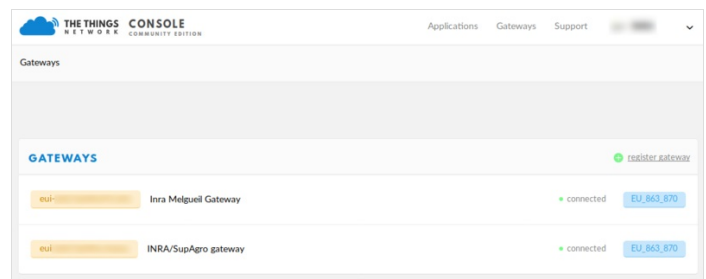 THE THINGS NETWORK
CONSOLE COMMUNITY EDITION
Applications Gateways Support
Gateways
GATEWAYS
register gateway
eui- Inra Melgueil Gateway connected EU_863_870
eui INRA/SupAgro gateway connected EU_863_870